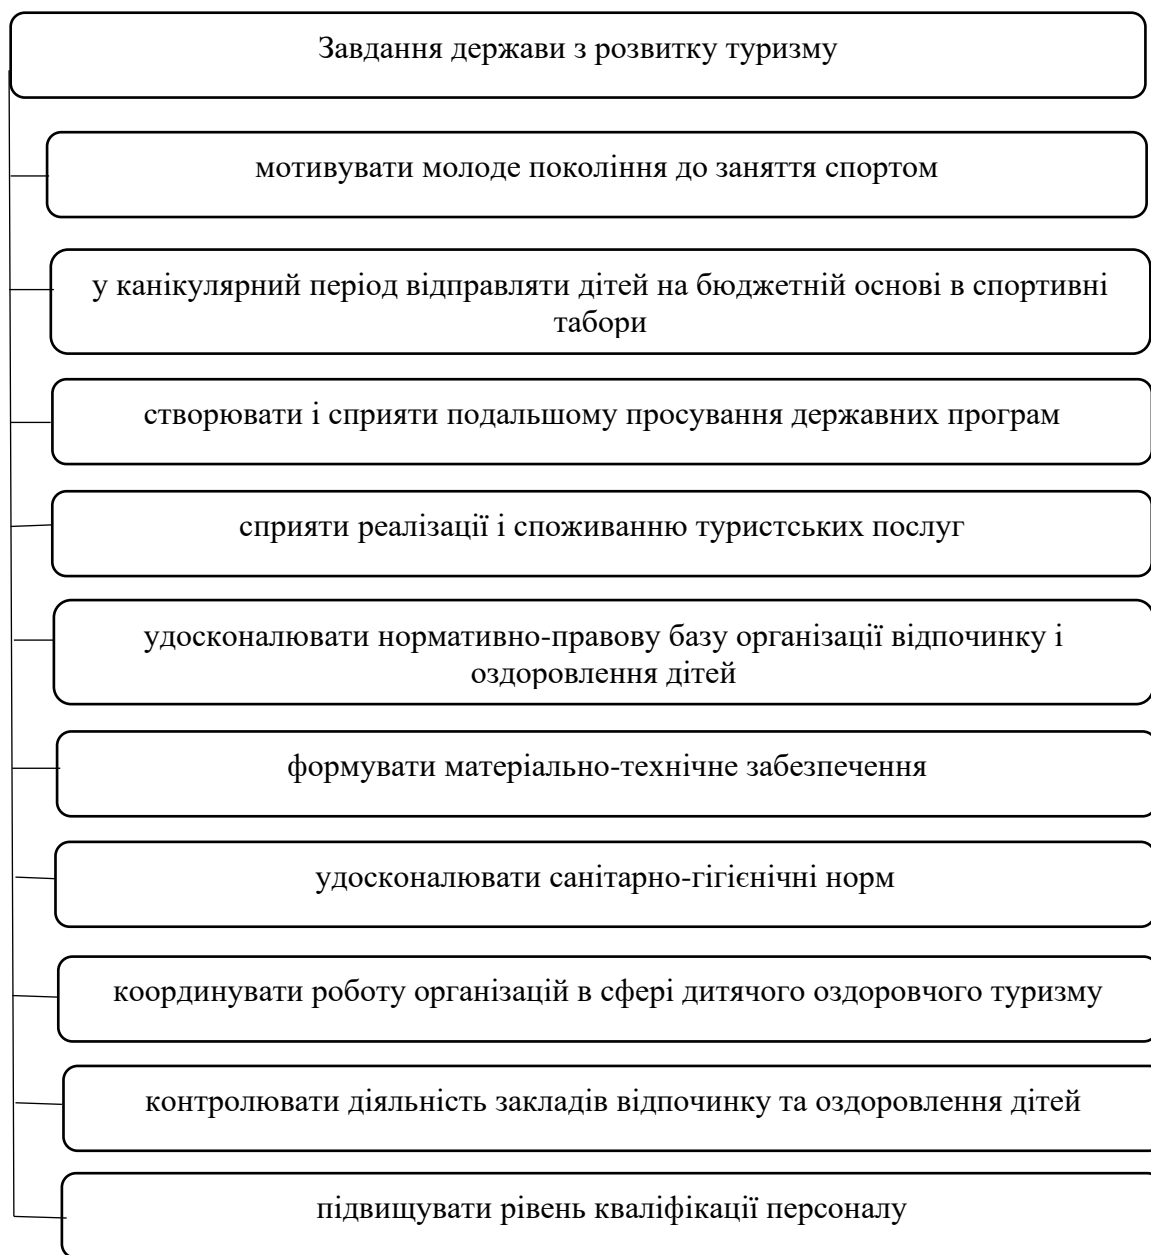 Завдання держави з розвитку туризму
мотивувати молоде покоління до заняття спортом
у канікулярний період відправляти дітей на бюджетній основі в спортивні
табори
створювати і сприяти подальшому просування державних програм
сприяти реалізації і споживанню туристських послуг
удосконалювати нормативно-правову базу організації відпочинку і
оздоровлення дітей
формувати матеріально-технічне забезпечення
удосконалювати санітарно-гігієнічні норм
координувати роботу організацій в сфері дитячого оздоровчого туризму
контролювати діяльність закладів відпочинку та оздоровлення дітей
підвищувати рівень кваліфікації персоналу